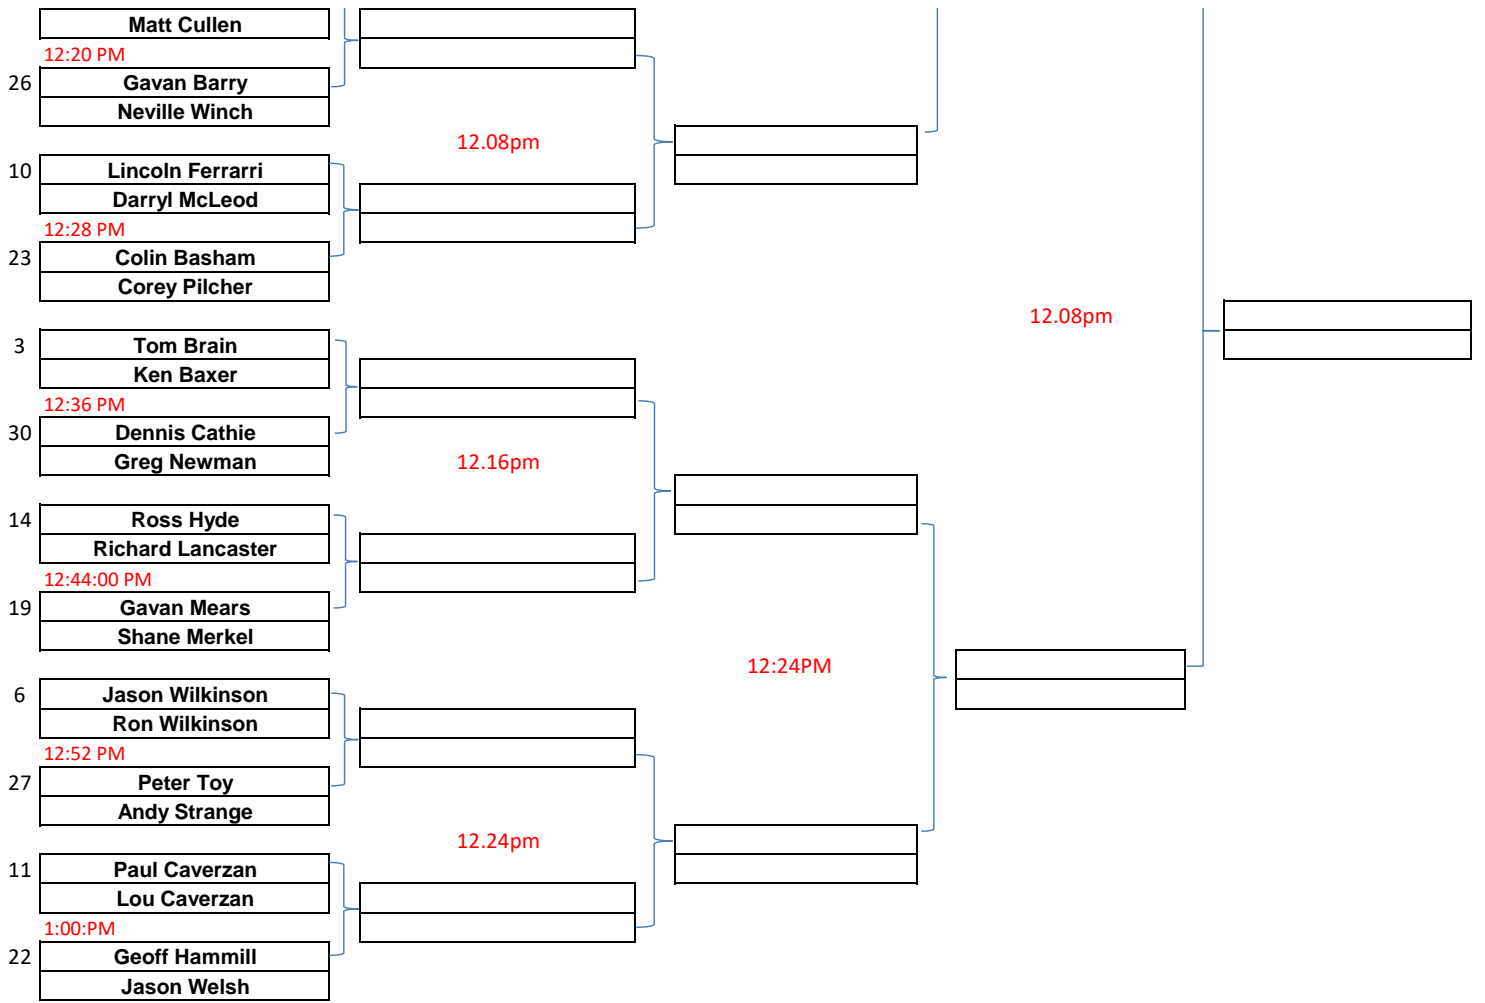 Matt Cullen
12:20 PM
26 Gavan Barry
Neville Winch
12.08pm
10 Lincoln Ferrarri
Darryl McLeod
12:28 PM
23 Colin Basham
Corey Pilcher
12.08pm
3 Tom Brain
Ken Baxer
12:36 PM
30 Dennis Cathie
Greg Newman
12.16pm
14 Ross Hyde
Richard Lancaster
12:44:00 PM
19 Gavan Mears
Shane Merkel
12:24PM
6 Jason Wilkinson
Ron Wilkinson
12:52 PM
27 Peter Toy
Andy Strange
12.24pm
11 Paul Caverzan
Lou Caverzan
1:00:PM
22 Geoff Hammill
Jason Welsh